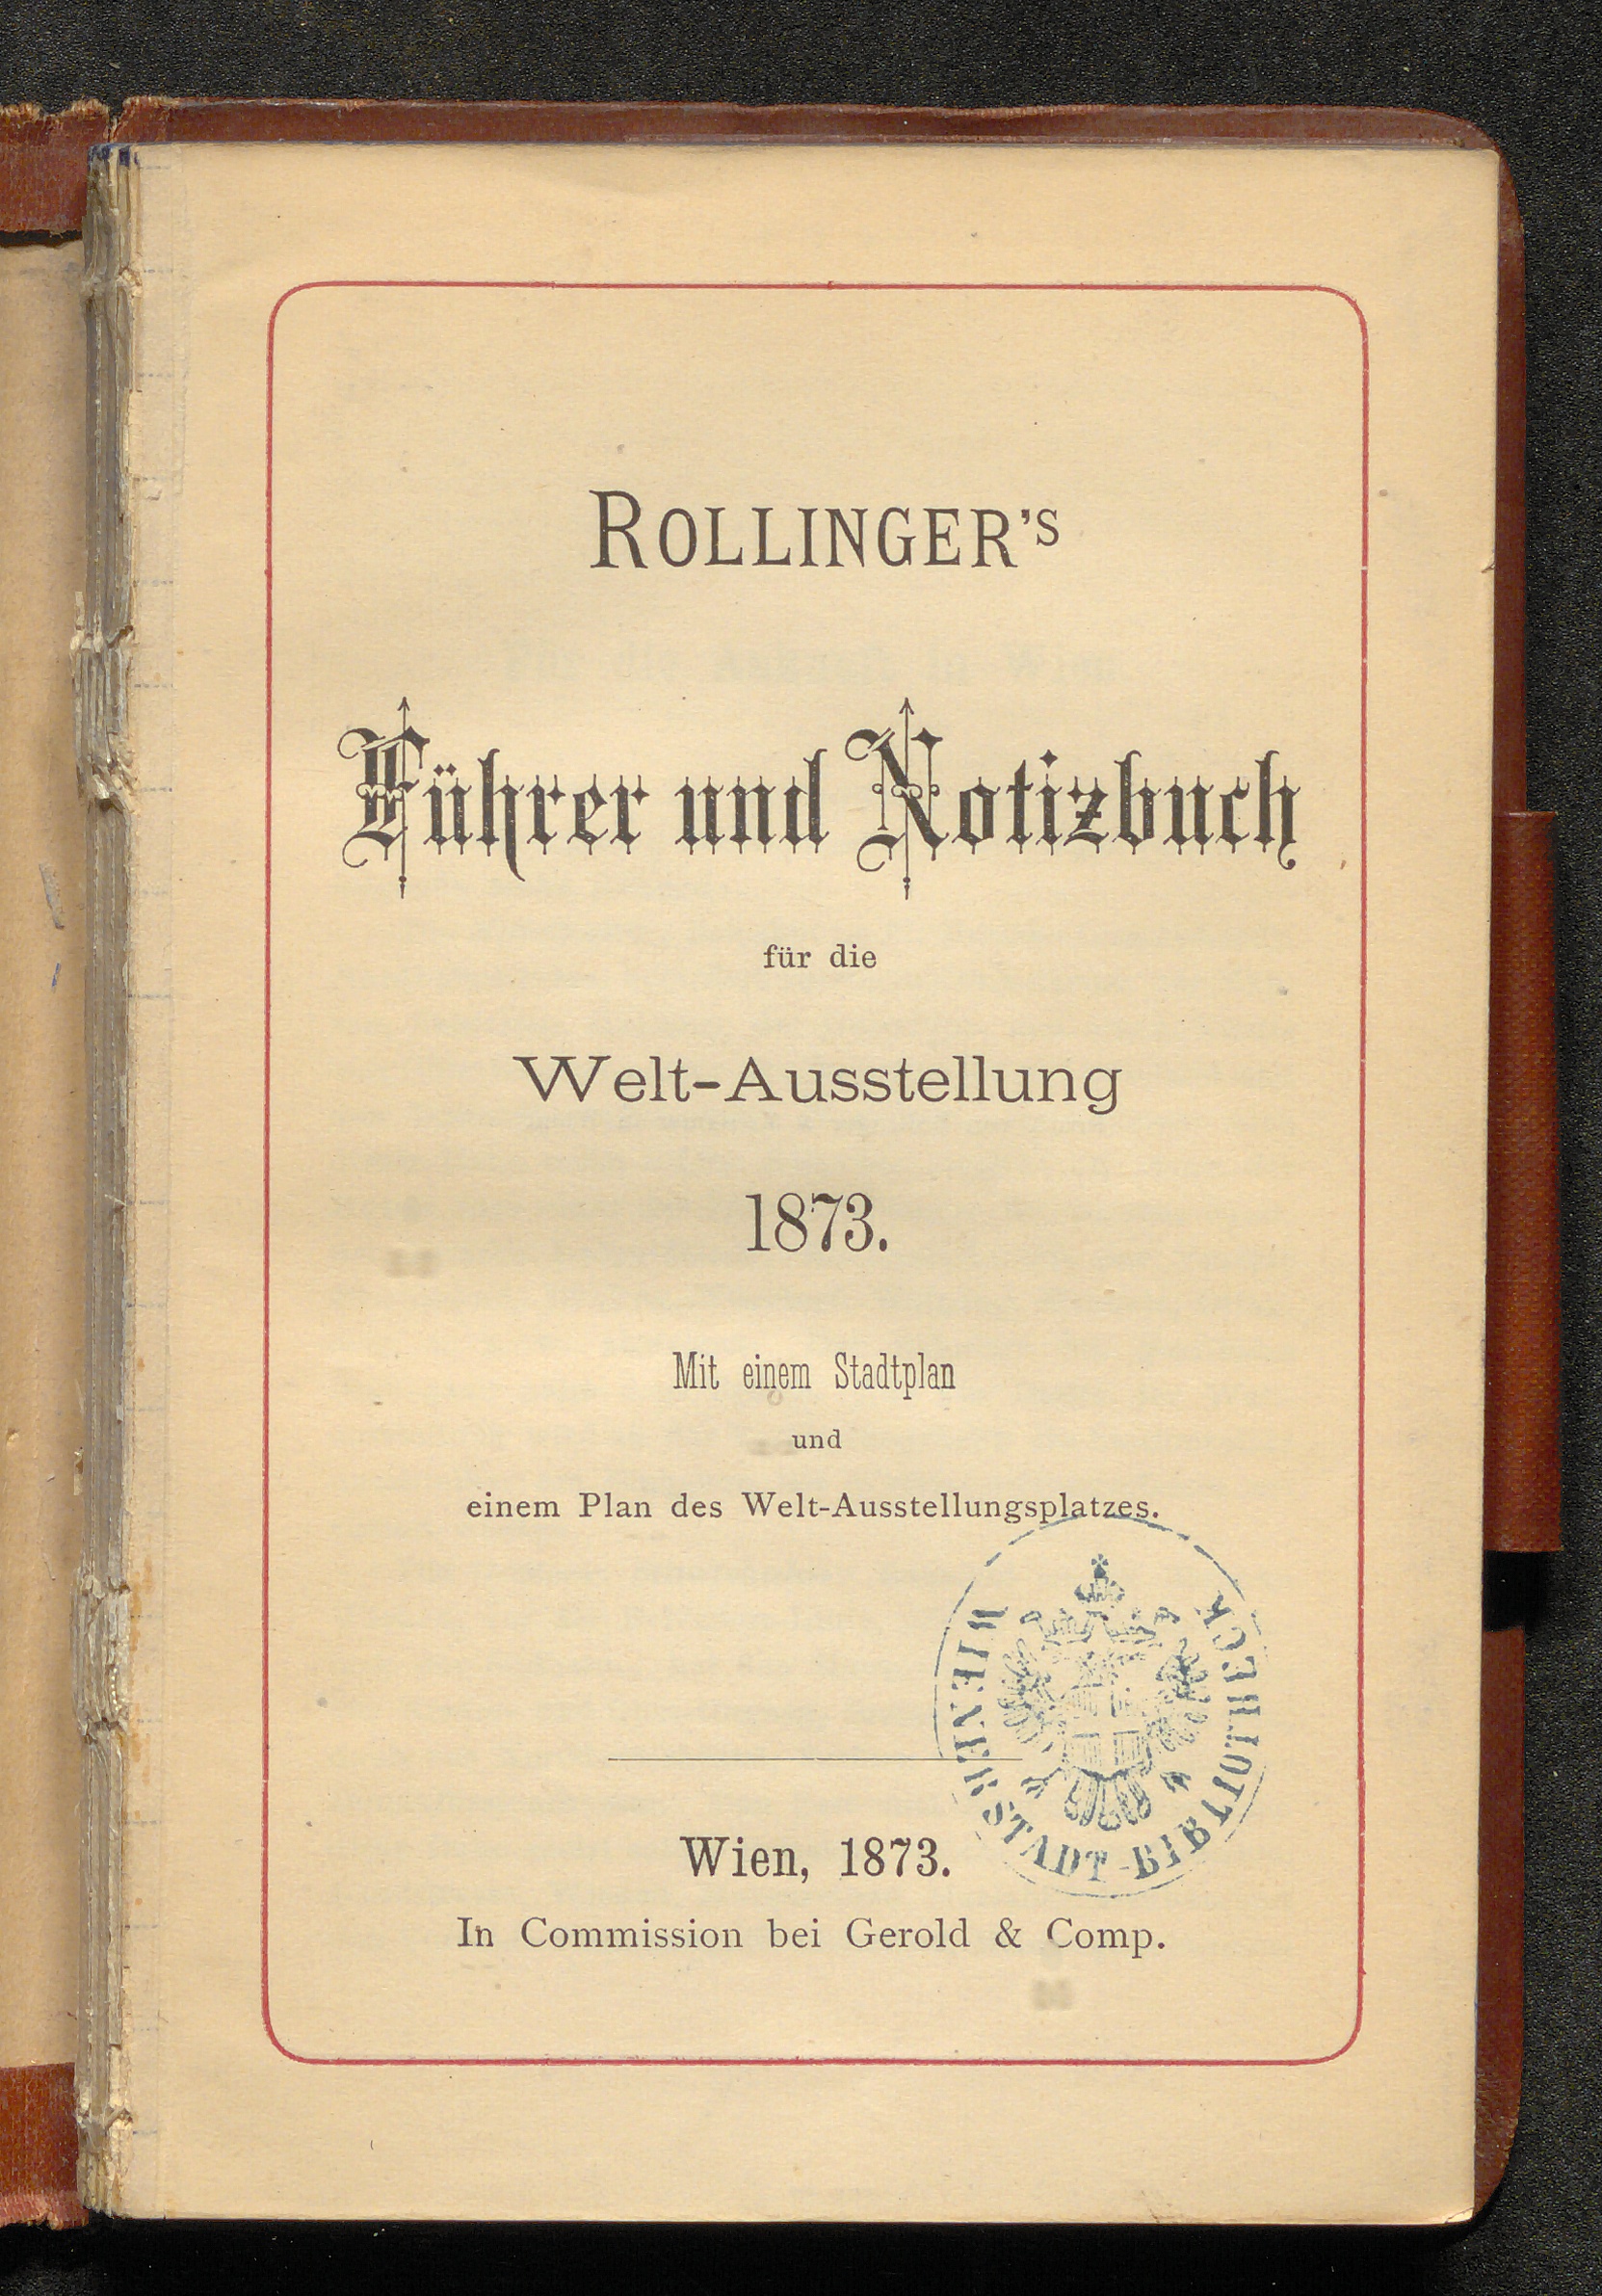 ROLLINGER'S
Führer und Notizbuch
für die
Welt-Ausstellung
1873.
Mit einem Stadtplan
und
einem Plan des Welt-Ausstellungsplatzes.
WIENER STADT-BIBLIOTHECK
Wien, 1873.
In Commission bei Gerold & Comp.